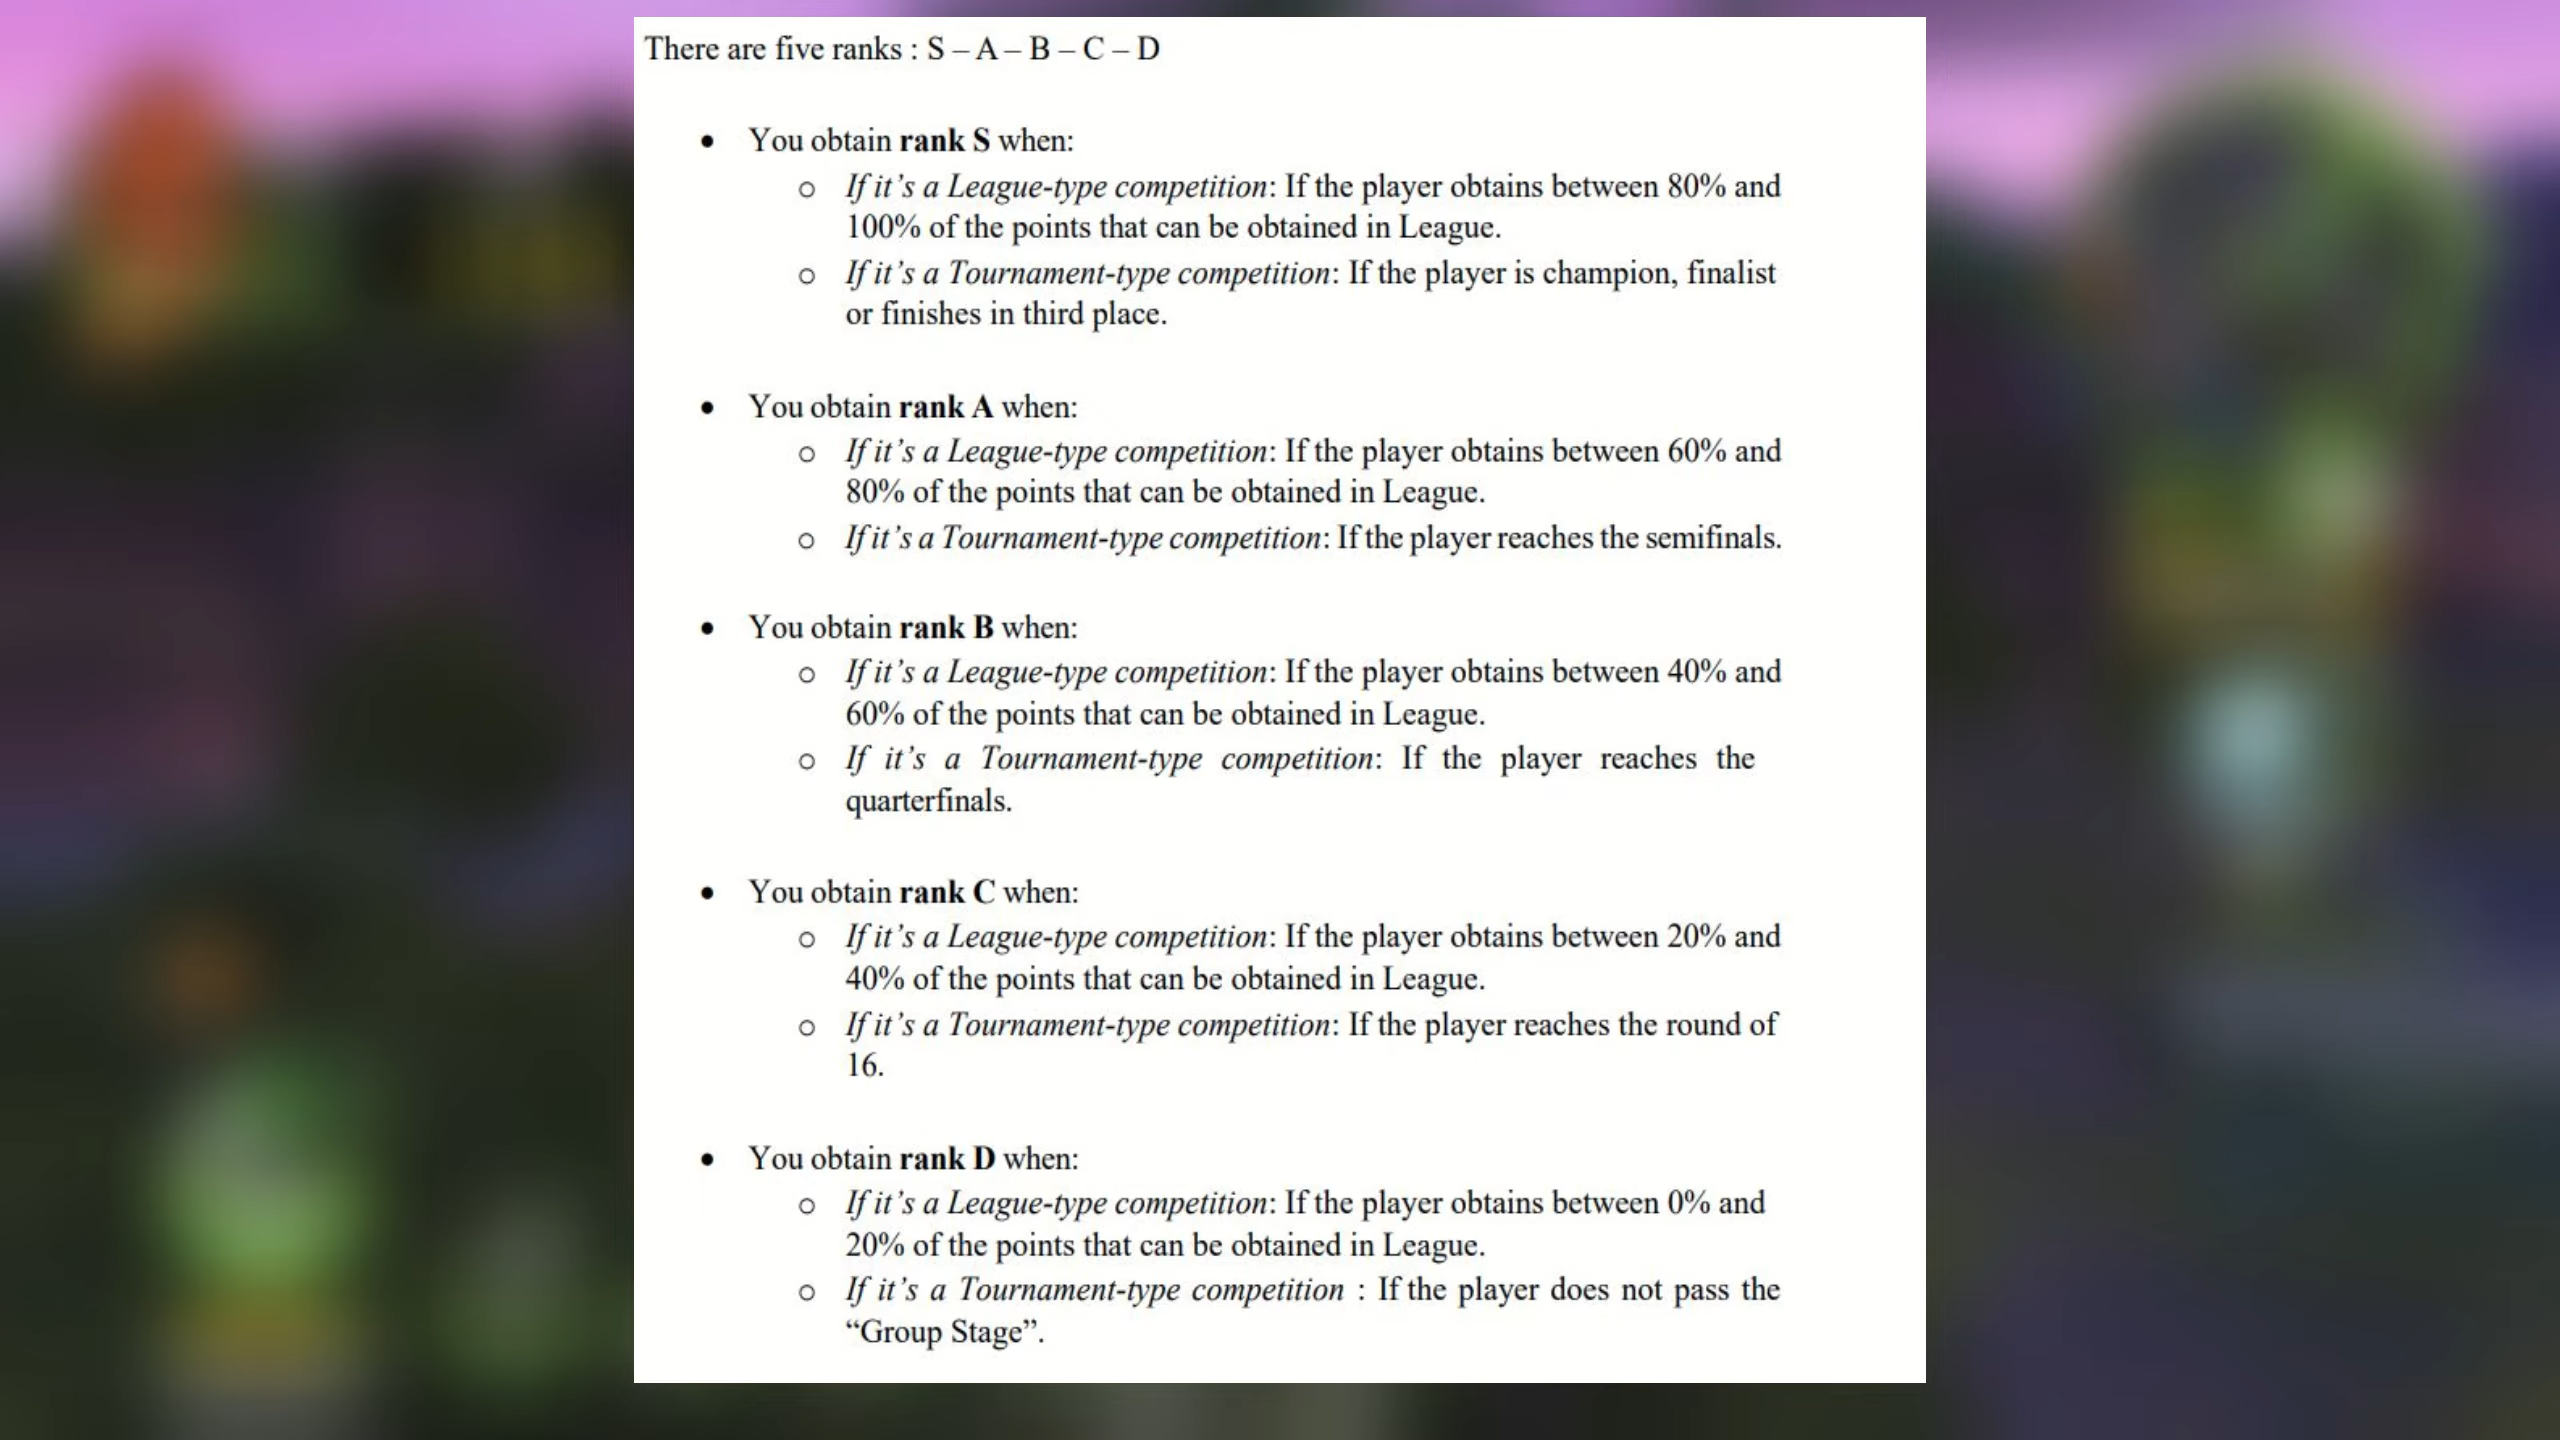 There are five ranks : S – A – B – C – D
• You obtain rank S when:
o If it’s a League-type competition: If the player obtains between 80% and
100% of the points that can be obtained in League.
o If it’s a Tournament-type competition: If the player is champion, finalist
or finishes in third place.
• You obtain rank A when:
o If it’s a League-type competition: If the player obtains between 60% and
80% of the points that can be obtained in League.
o If it’s a Tournament-type competition: If the player reaches the semifinals.
• You obtain rank B when:
o If it’s a League-type competition: If the player obtains between 40% and
60% of the points that can be obtained in League.
o If it’s a Tournament-type competition: If the player reaches the
quarterfinals.
• You obtain rank C when:
o If it’s a League-type competition: If the player obtains between 20% and
40% of the points that can be obtained in League.
o If it’s a Tournament-type competition: If the player reaches the round of
16.
• You obtain rank D when:
o If it’s a League-type competition: If the player obtains between 0% and
20% of the points that can be obtained in League.
o If it’s a Tournament-type competition : If the player does not pass the
“Group Stage”.